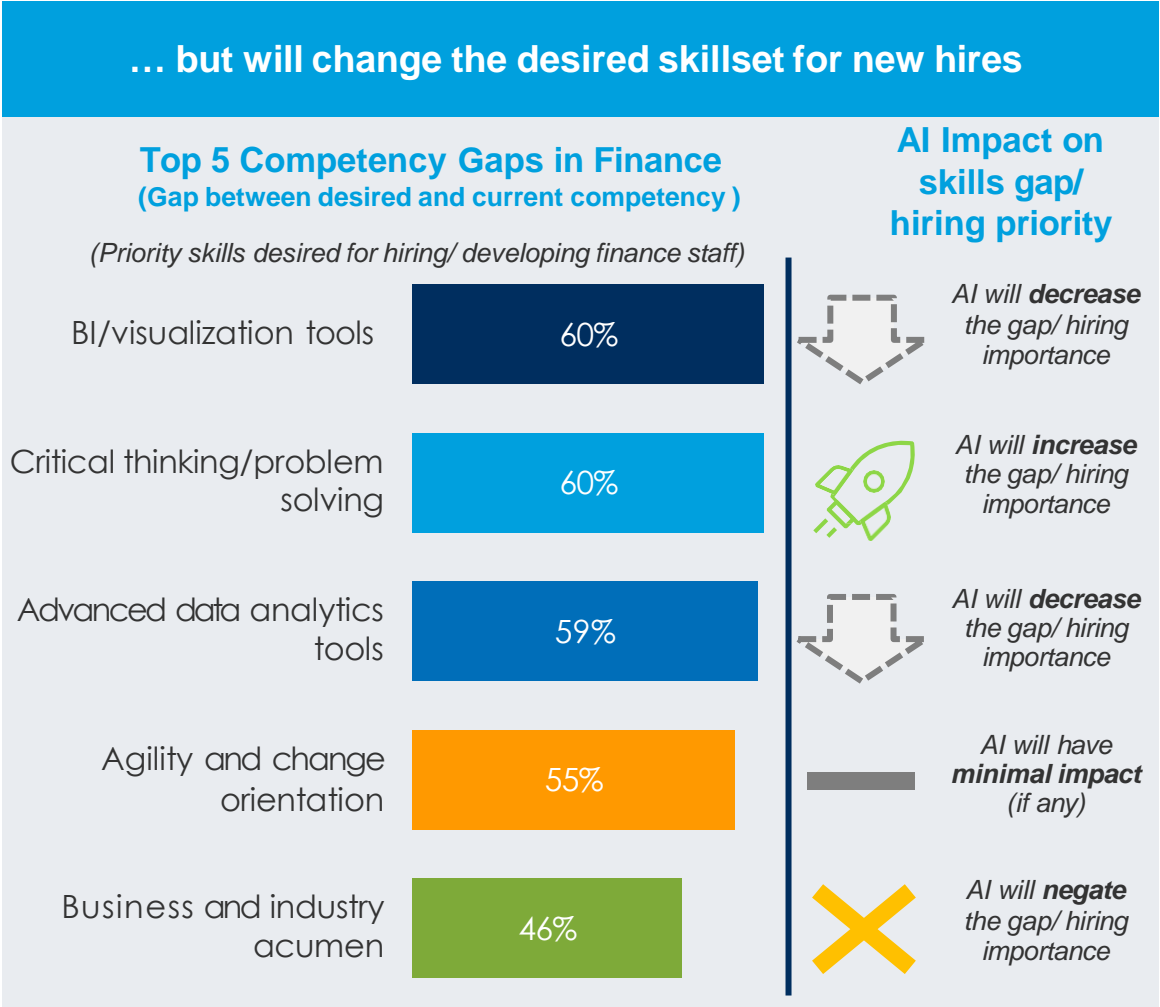 … but will change the desired skillset for new hires
Top 5 Competency Gaps in Finance
(Gap between desired and current competency )
(Priority skills desired for hiring/ developing finance staff)
AI Impact on
skills gap/
hiring priority
BI/visualization tools
60%
AI will decrease
the gap/ hiring
importance
Critical thinking/problem
solving
60%
AI will increase
the gap/ hiring
importance
Advanced data analytics
tools
59%
AI will decrease
the gap/ hiring
importance
Agility and change
orientation
55%
AI will have
minimal impact
(if any)
Business and industry
acumen
46%
AI will negate
the gap/ hiring
importance